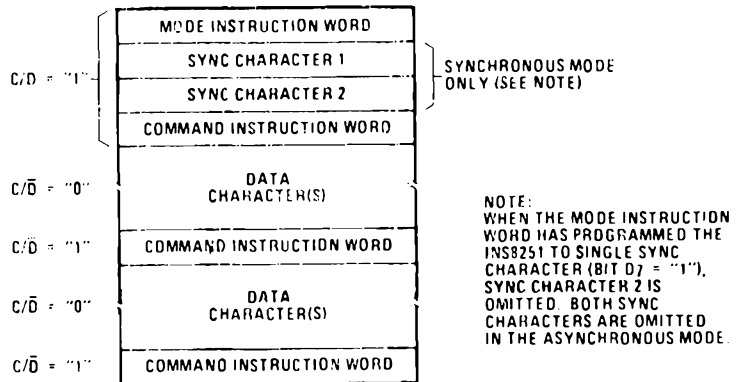 MODE INSTRUCTION WORD
SYNC CHARACTER 1
C/D̅ = "1"
SYNC CHARACTER 2
SYNCHRONOUS MODE
ONLY (SEE NOTE)
COMMAND INSTRUCTION WORD
C/D̅ = "0"
DATA
CHARACTER(S)
C/D̅ = "1"
COMMAND INSTRUCTION WORD
C/D̅ = "0"
DATA
CHARACTER(S)
C/D̅ = "1"
COMMAND INSTRUCTION WORD
NOTE:
WHEN THE MODE INSTRUCTION
WORD HAS PROGRAMMED THE
INS8251 TO SINGLE SYNC
CHARACTER (BIT D7 = "1"),
SYNC CHARACTER 2 IS
OMITTED. BOTH SYNC
CHARACTERS ARE OMITTED
IN THE ASYNCHRONOUS MODE.